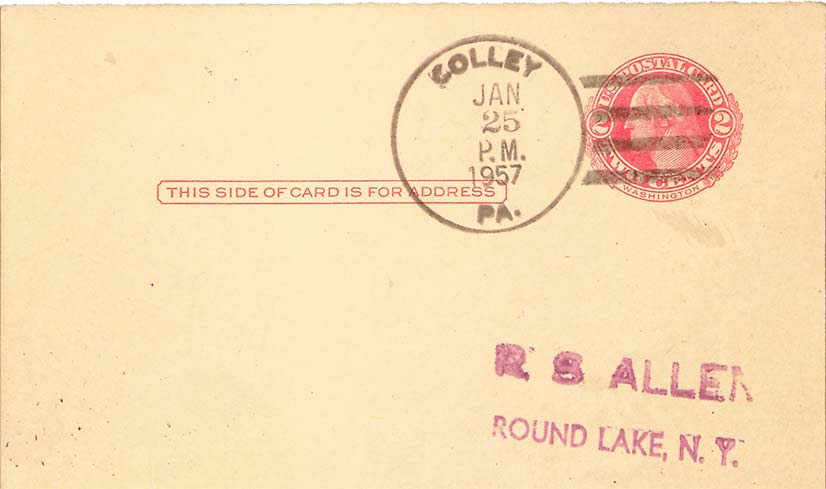 COLLEY
JAN
25
P.M.
1957
PA.
U.S. POSTAL CARD
2 2
TWO CENTS
WASHINGTON
THIS SIDE OF CARD IS FOR ADDRESS
R S ALLEN
ROUND LAKE, N. Y.